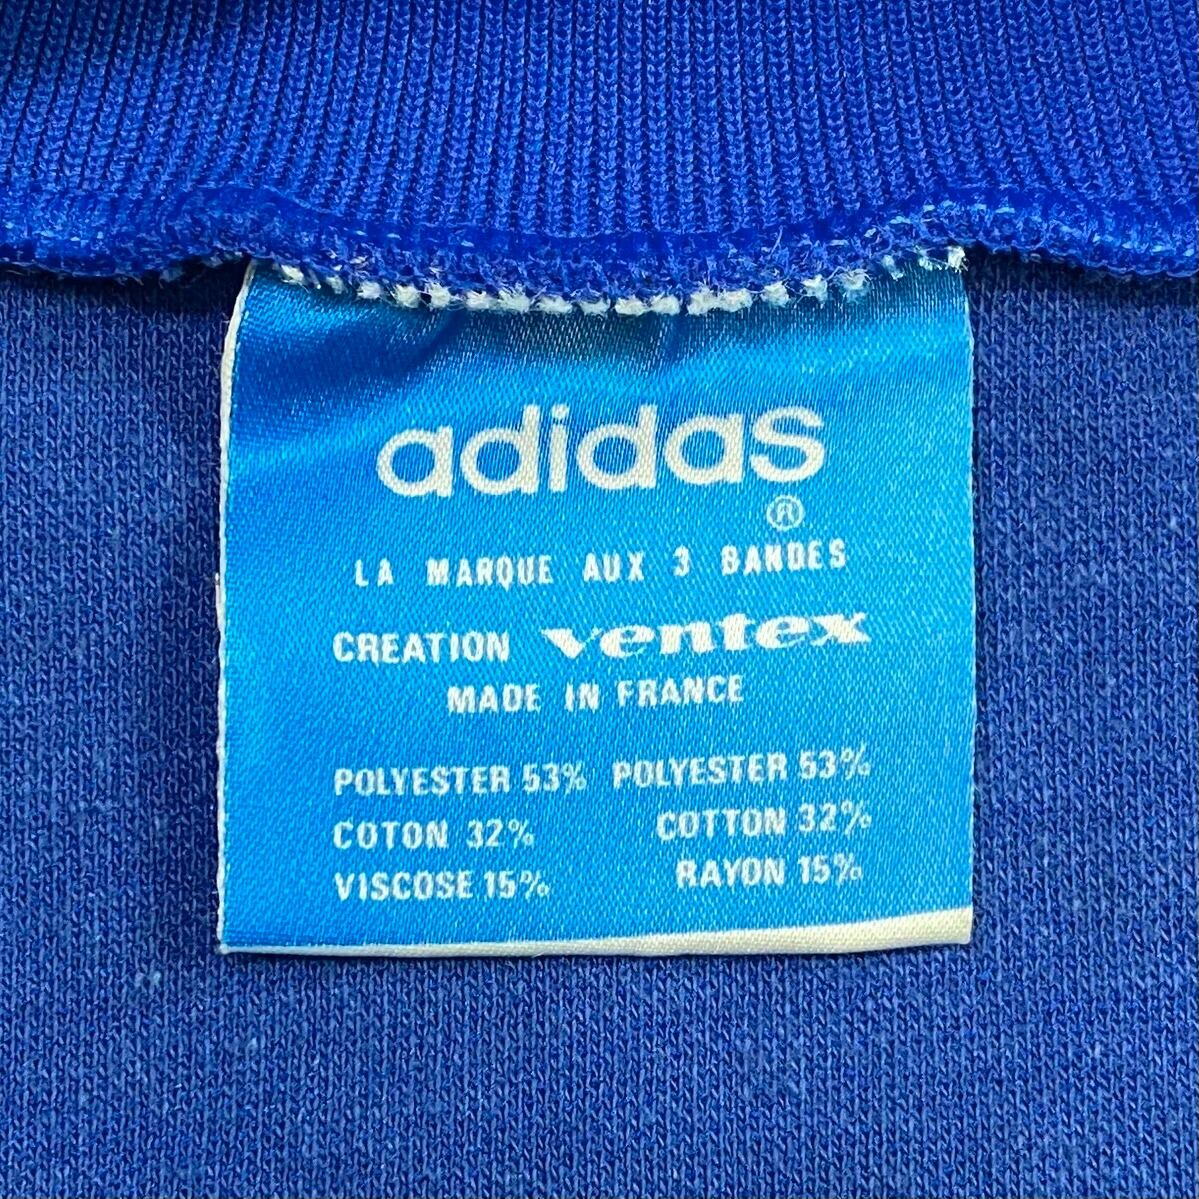 adidas
®
LA MARQUE AUX 3 BANDES
CREATION ventex
MADE IN FRANCE
POLYESTER 53% POLYESTER 53%
COTON 32% COTTON 32%
VISCOSE 15% RAYON 15%